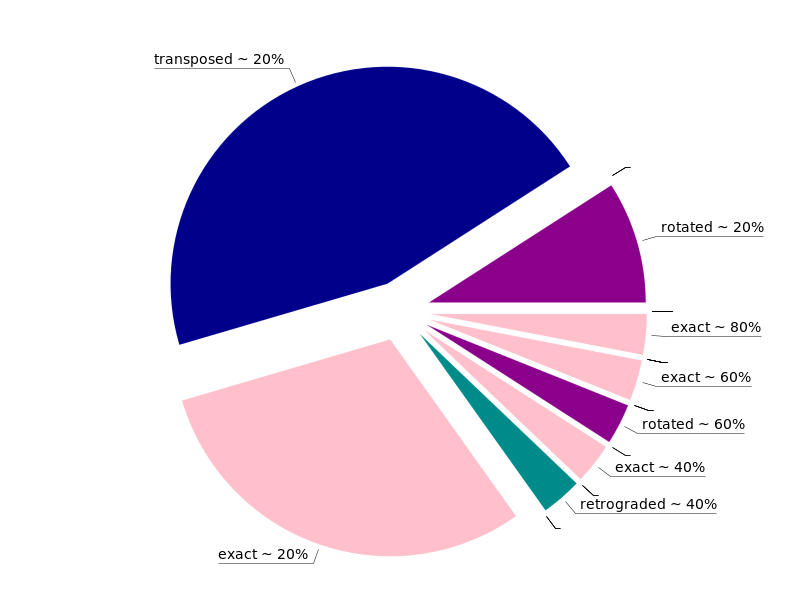 transposed ~ 20%
rotated ~ 20%
exact ~ 80%
exact ~ 60%
rotated ~ 60%
exact ~ 40%
retrograded ~ 40%
exact ~ 20%